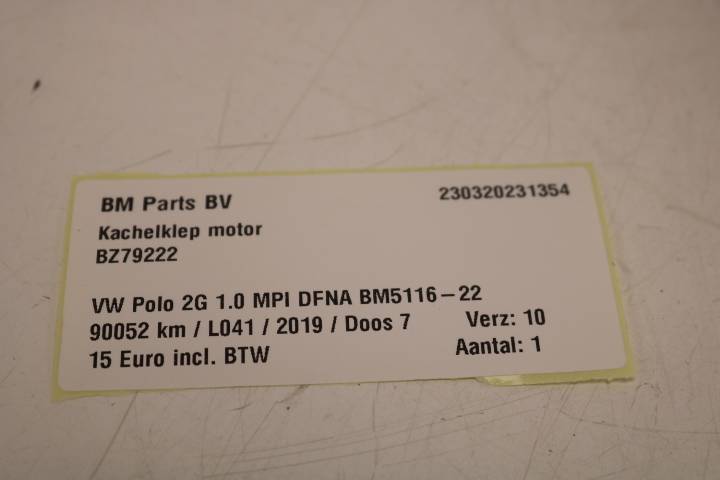 BM Parts BV 230320231354
Kachelklep motor
BZ79222
VW Polo 2G 1.0 MPI DFNA BM5116-22
90052 km / L041 / 2019 / Doos 7 Verz: 10
15 Euro incl. BTW Aantal: 1